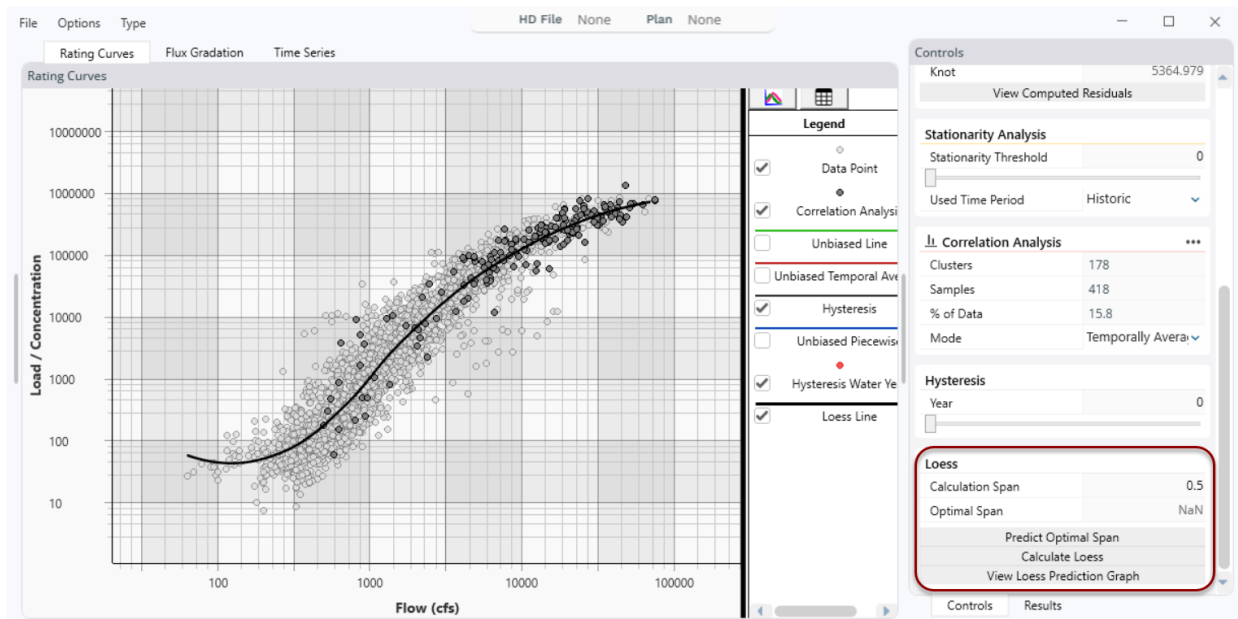 File Options Type
HD File None Plan None
Rating Curves Flux Gradation Time Series
Rating Curves
10000000
1000000
100000
10000
1000
100
10
Load / Concentration
100 1000 10000 100000
Flow (cfs)
Legend
Data Point
Correlation Analysi
Unbiased Line
Unbiased Temporal Ave
Hysteresis
Unbiased Piecewis
Hysteresis Water Ye
Loess Line
Controls
Knot 5364.979
View Computed Residuals
Stationarity Analysis
Stationarity Threshold 0
Used Time Period Historic
Correlation Analysis
Clusters 178
Samples 418
% of Data 15.8
Mode Temporally Avera
Hysteresis
Year 0
Loess
Calculation Span 0.5
Optimal Span NaN
Predict Optimal Span
Calculate Loess
View Loess Prediction Graph
Controls Results